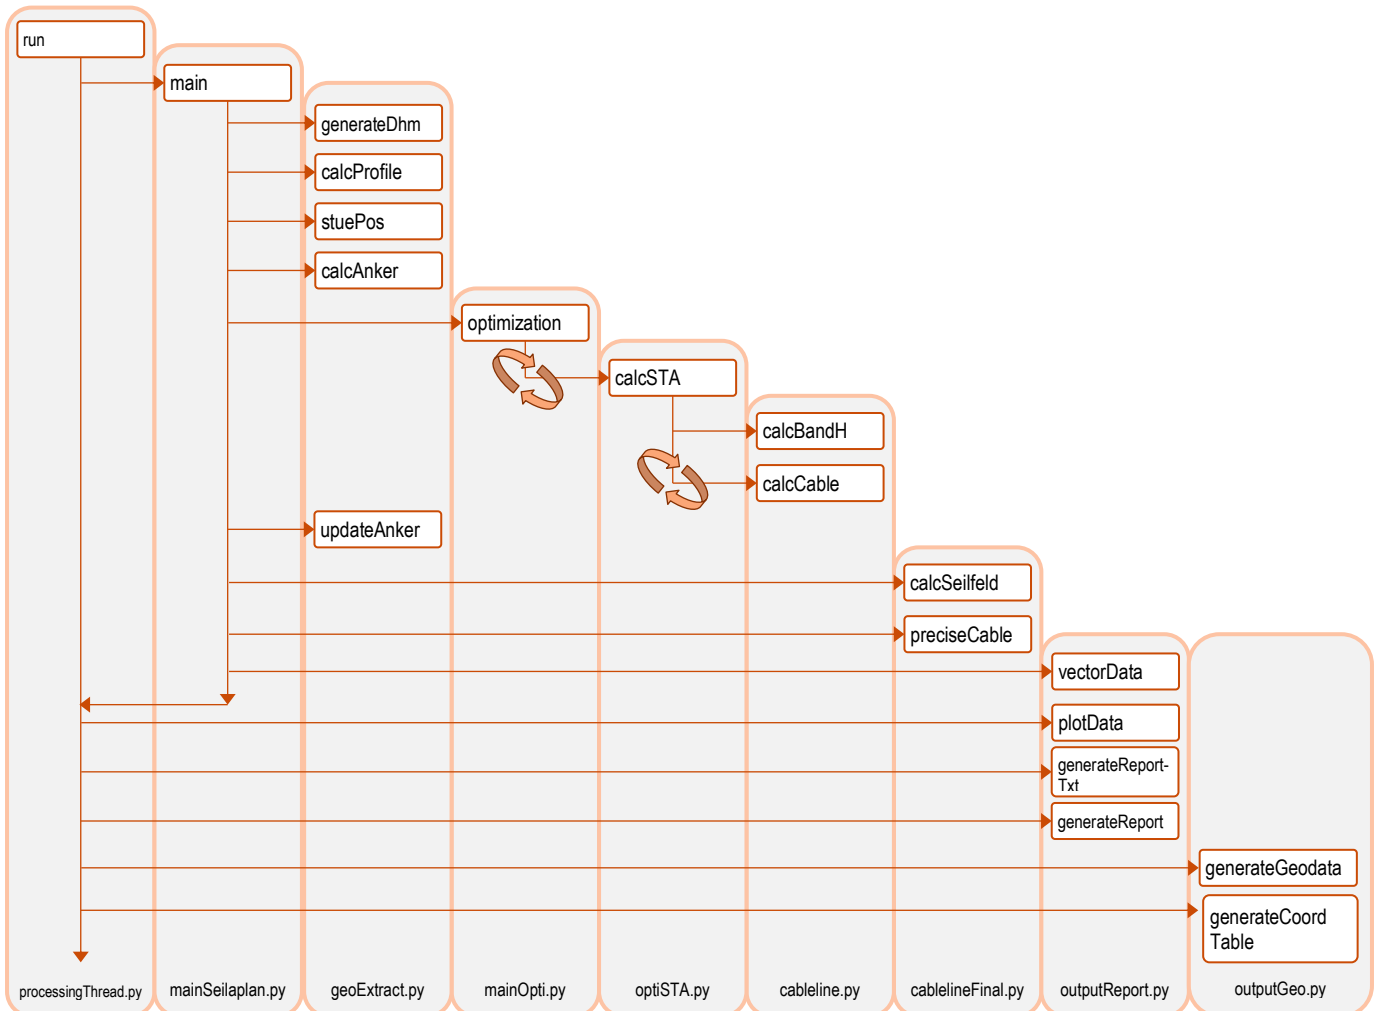 run
main
generateDhm
calcProfile
stuePos
calcAnker
optimization
calcSTA
calcBandH
calcCable
updateAnker
calcSeilfeld
preciseCable
vectorData
plotData
generateReport-
Txt
generateReport
generateGeodata
generateCoord
Table
processingThread.py
mainSeilaplan.py
geoExtract.py
mainOpti.py
optiSTA.py
cableline.py
cablelineFinal.py
outputReport.py
outputGeo.py